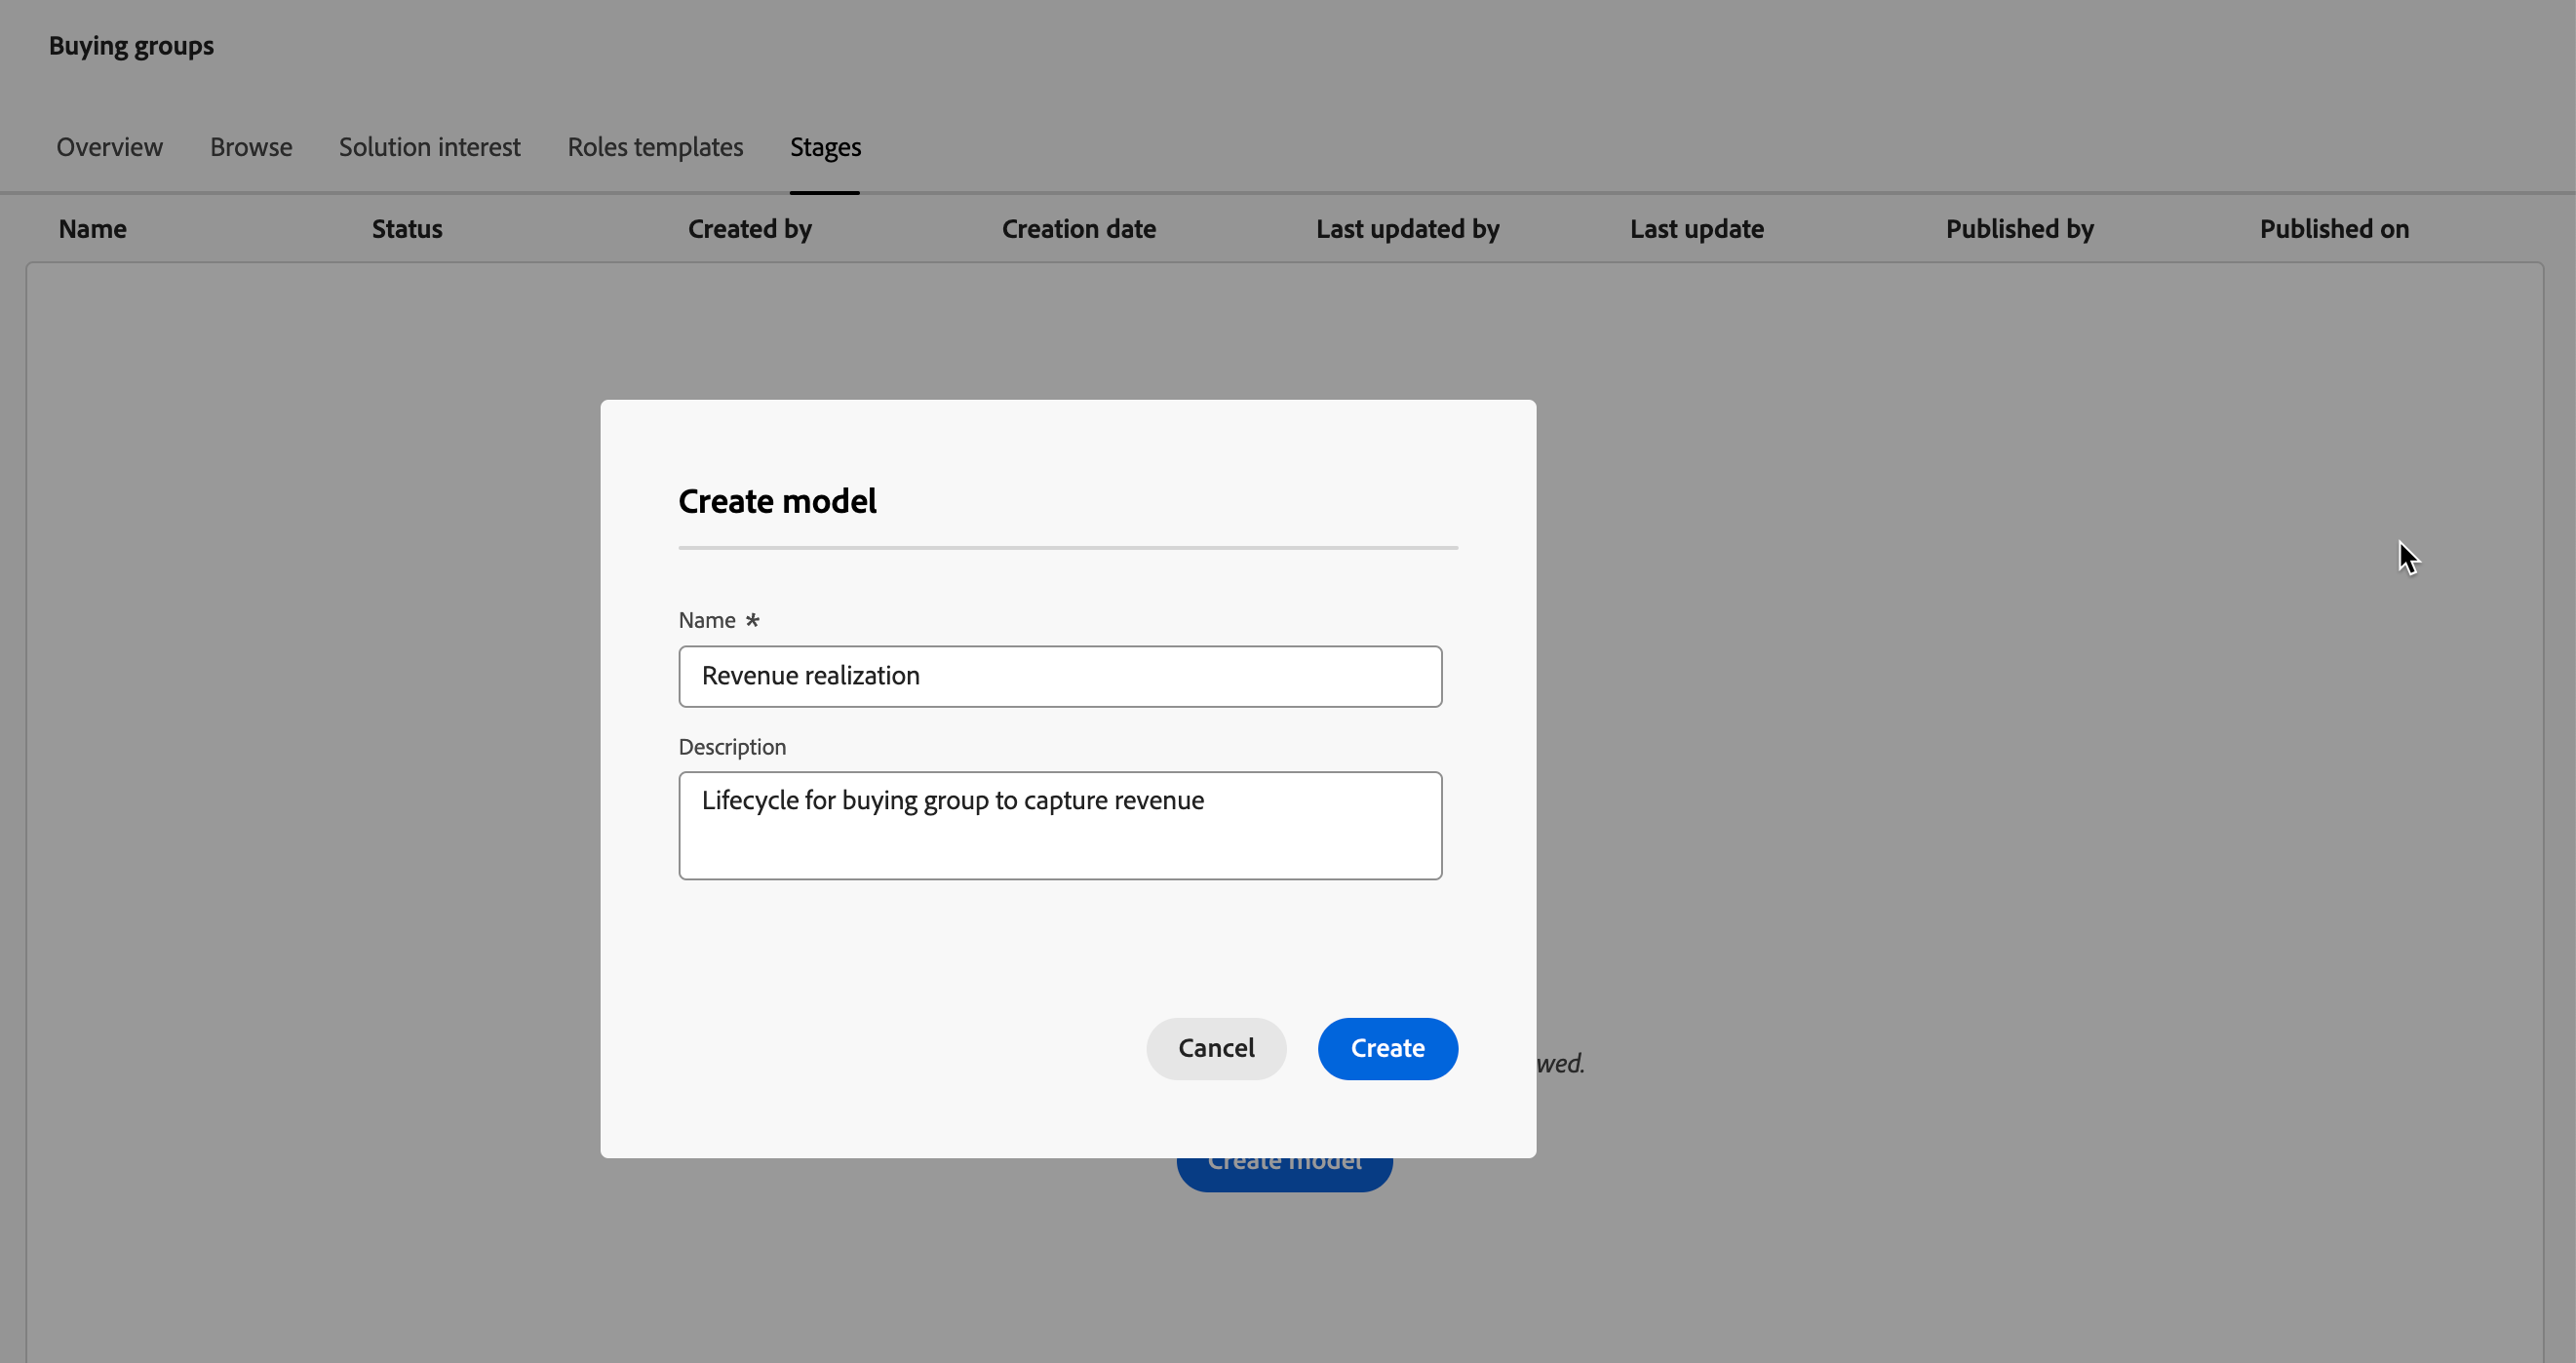 Buying groups
Overview Browse Solution interest Roles templates Stages
Name Status Created by Creation date Last updated by Last update Published by Published on
Create model
Name *
Revenue realization
Description
Lifecycle for buying group to capture revenue
Cancel Create
Create model